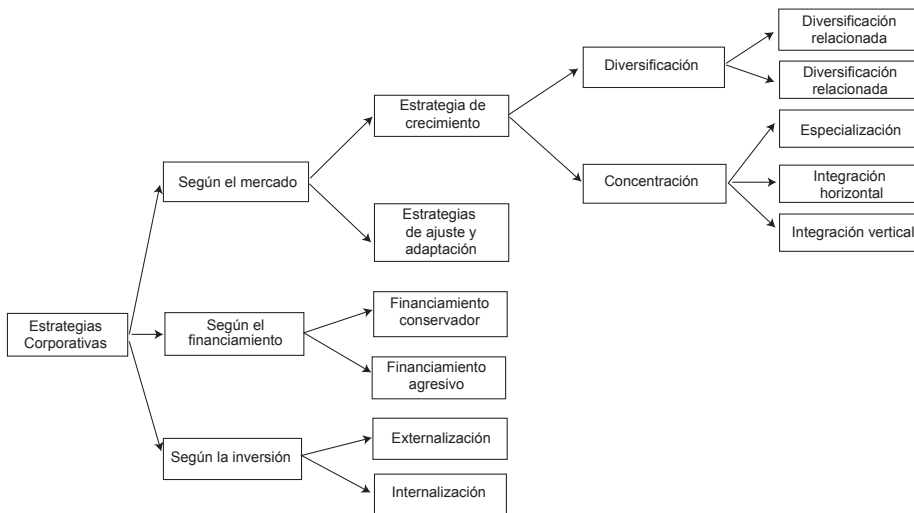 Estrategias
Corporativas
Según el mercado
Según el
financiamiento
Según la inversión
Estrategia de
crecimiento
Estrategias
de ajuste y
adaptación
Financiamiento
conservador
Financiamiento
agresivo
Externalización
Internalización
Diversificación
Concentración
Diversificación
relacionada
Diversificación
relacionada
Especialización
Integración
horizontal
Integración vertical